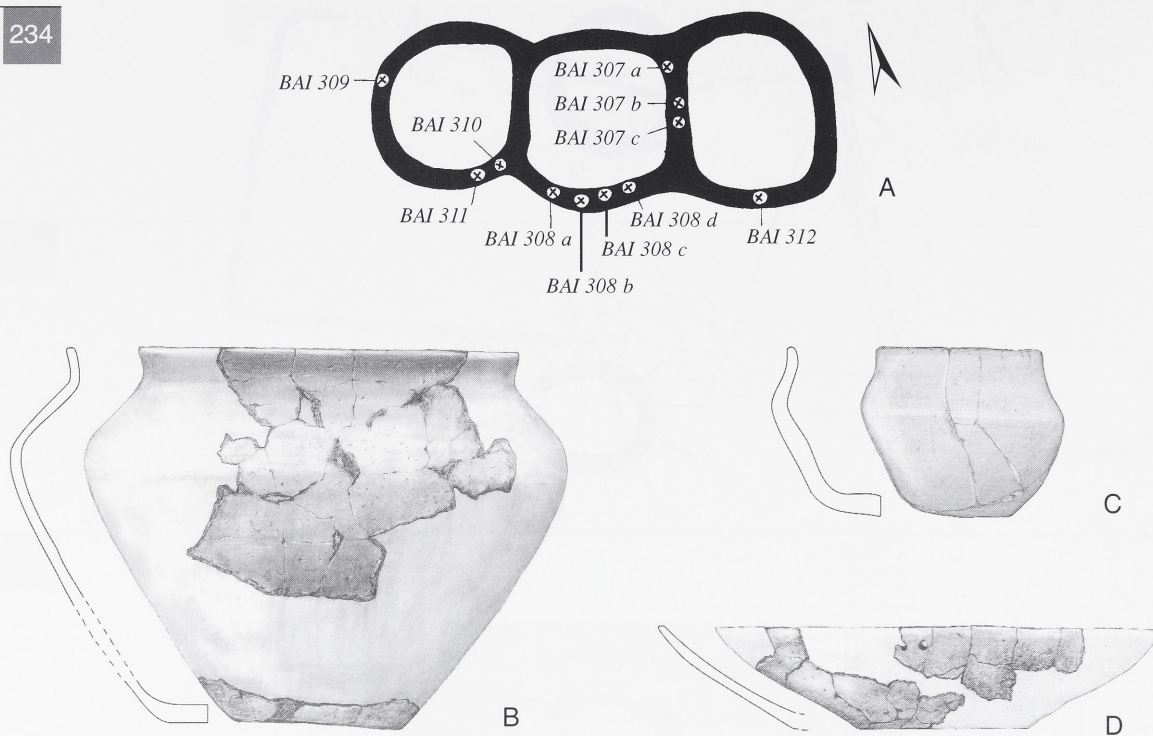 234
BAI 309
BAI 310
BAI 311
BAI 307 a
BAI 307 b
BAI 307 c
BAI 308 a
BAI 308 b
BAI 308 c
BAI 308 d
BAI 312
A
B
C
D